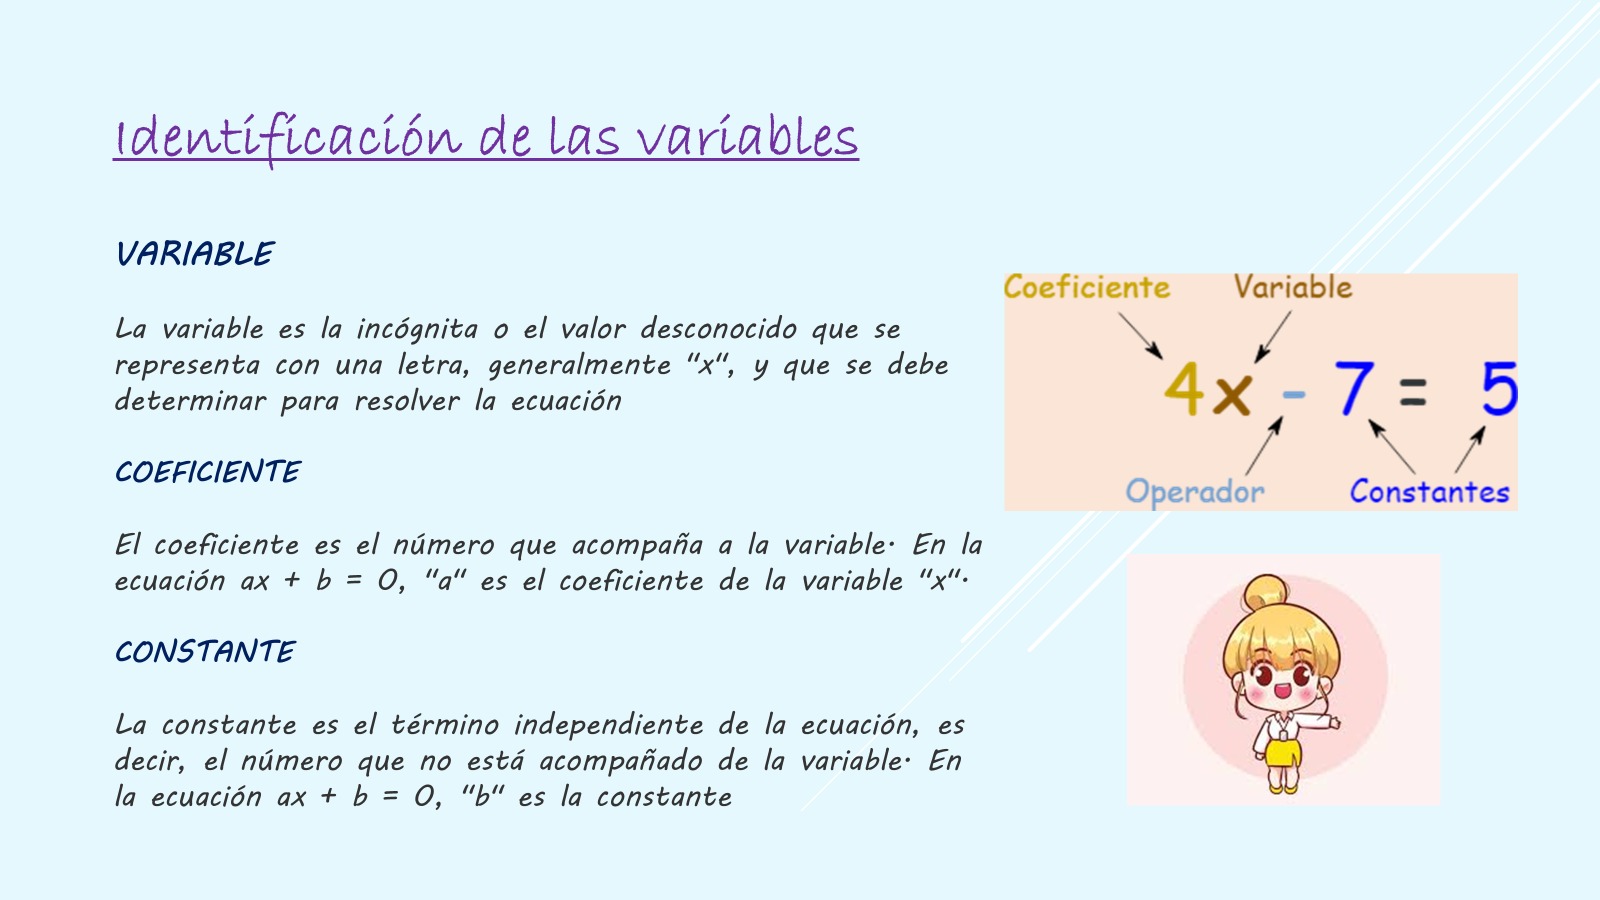 Identificación de las variables
VARIABLE
La variable es la incógnita o el valor desconocido que se
representa con una letra, generalmente "x", y que se debe
determinar para resolver la ecuación
COEFICIENTE
El coeficiente es el número que acompaña a la variable. En la
ecuación ax + b = 0, "a" es el coeficiente de la variable "x".
CONSTANTE
La constante es el término independiente de la ecuación, es
decir, el número que no está acompañado de la variable. En
la ecuación ax + b = 0, "b" es la constante
Coeficiente Variable
4x - 7 = 5
Operador Constantes